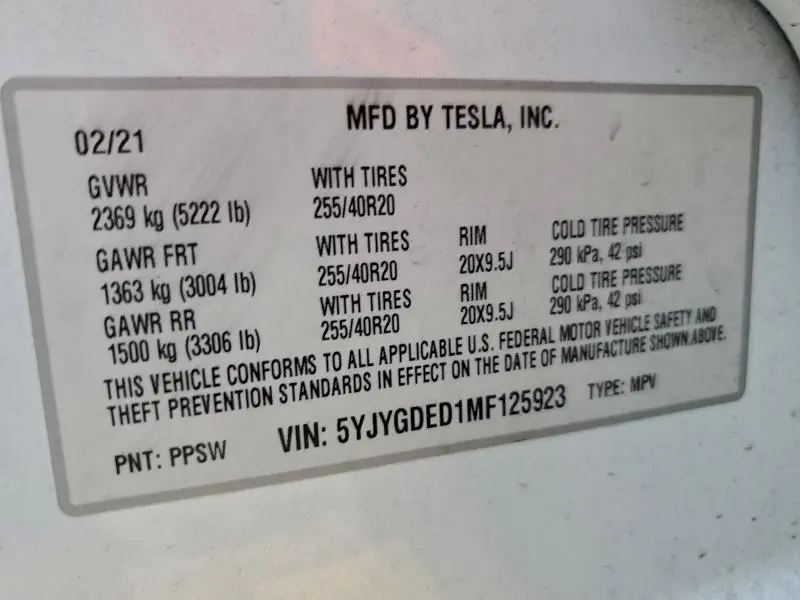 MFD BY TESLA, INC.
02/21
GVWR WITH TIRES
2369 kg (5222 lb) 255/40R20
GAWR FRT WITH TIRES RIM COLD TIRE PRESSURE
1363 kg (3004 lb) 255/40R20 20X9.5J 290 kPa, 42 psi
GAWR RR WITH TIRES RIM COLD TIRE PRESSURE
1500 kg (3306 lb) 255/40R20 20X9.5J 290 kPa, 42 psi
THIS VEHICLE CONFORMS TO ALL APPLICABLE U.S. FEDERAL MOTOR VEHICLE SAFETY AND
THEFT PREVENTION STANDARDS IN EFFECT ON THE DATE OF MANUFACTURE SHOWN ABOVE.
PNT: PPSW VIN: 5YJYGDED1MF125923 TYPE: MPV